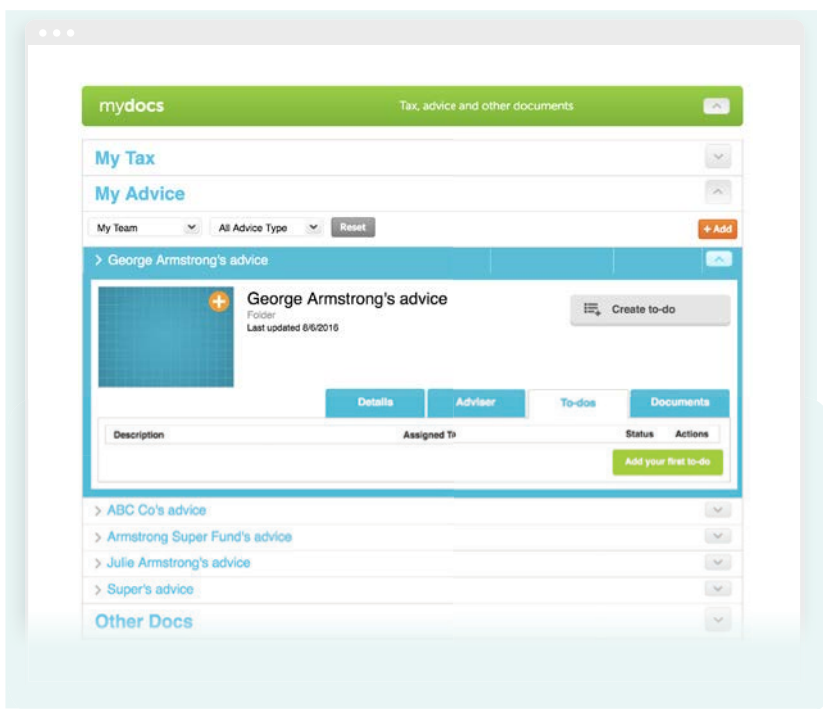 mydocs Tax, advice and other documents
My Tax
My Advice
My Team All Advice Type Reset + Add
George Armstrong's advice
George Armstrong's advice
Folder
Last updated 6/6/2016
Create to-do
Details Adviser To-dos Documents
Description Assigned To Status Actions
Add your first to-do
ABC Co's advice
Armstrong Super Fund's advice
Julie Armstrong's advice
Super's advice
Other Docs